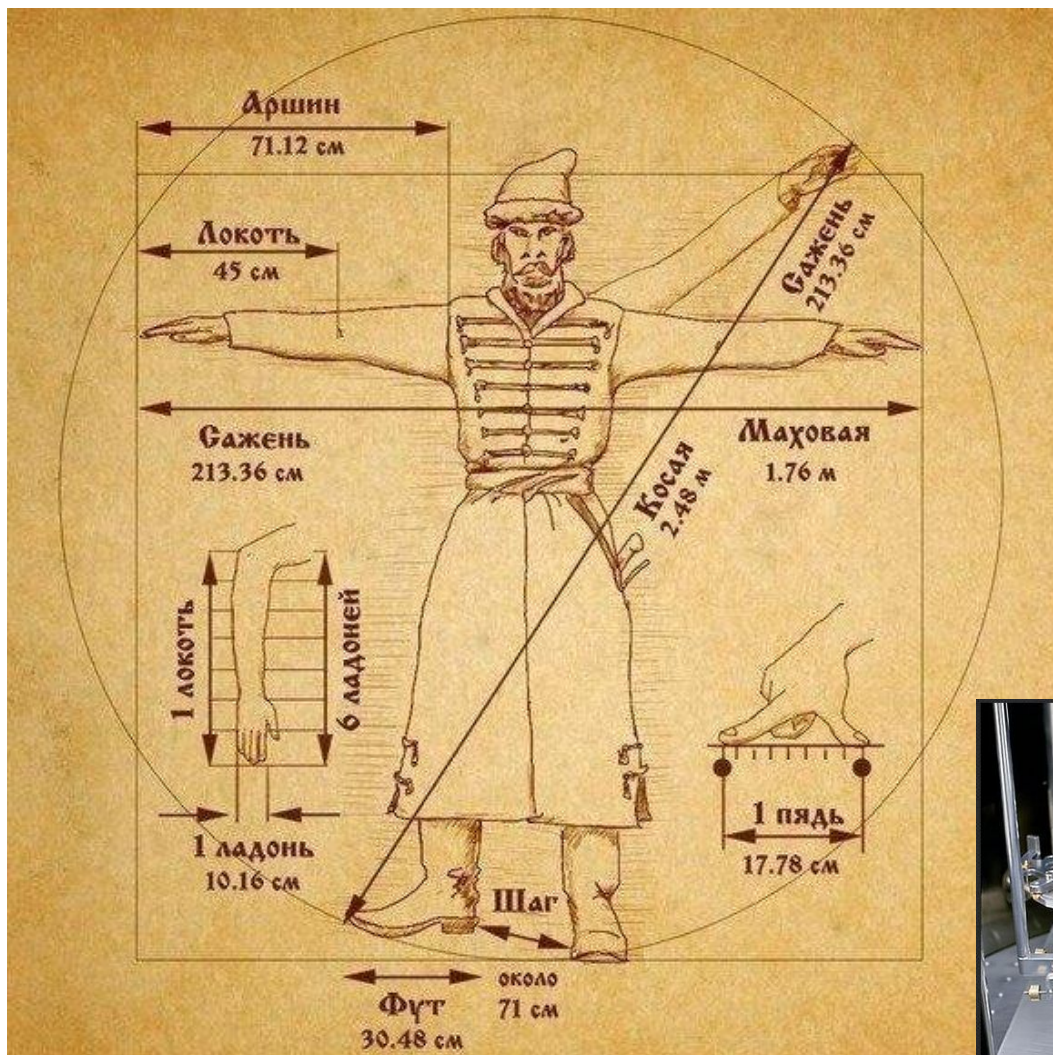 Аршин
71.12 см
Локоть
45 см
Сажень
213.36 см
Сажень
213.36 см
Маховая
1.76 м
Косая
2.48 м
1 локоть
6 ладоней
1 ладонь
10.16 см
1 пядь
17.78 см
Шаг
около
71 см
Фут
30.48 см